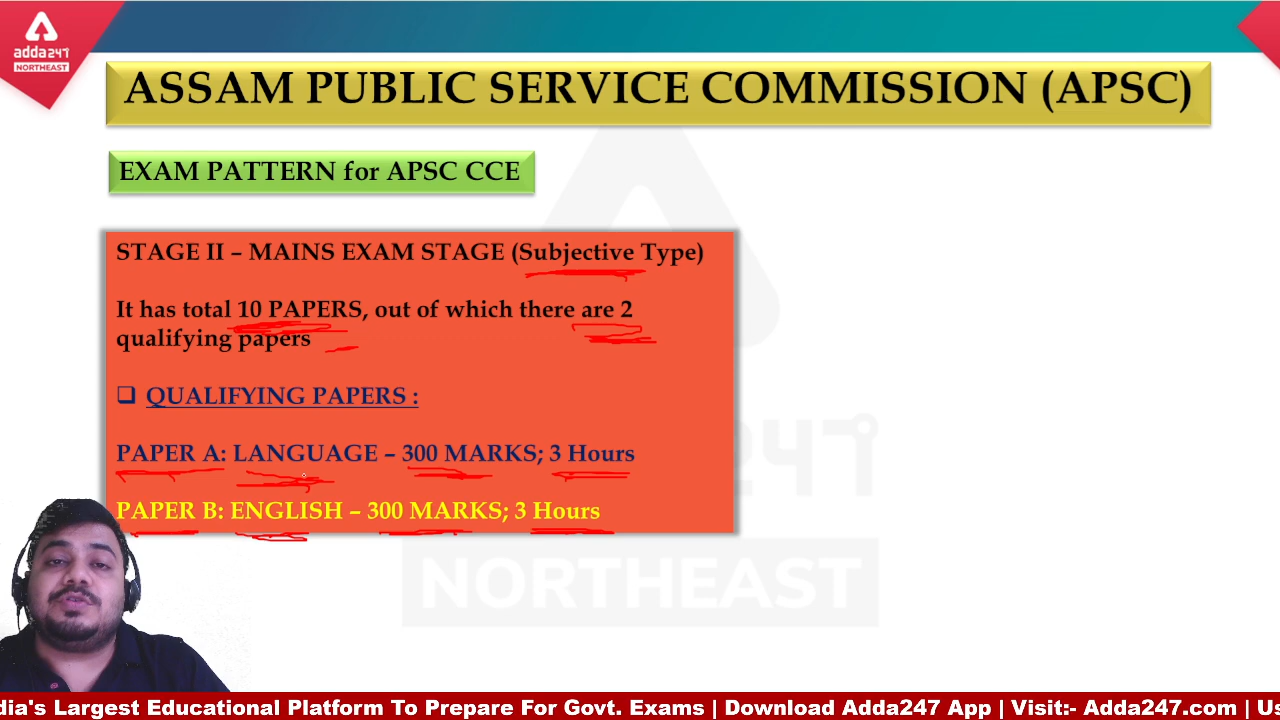 adda247
NORTHEAST
ASSAM PUBLIC SERVICE COMMISSION (APSC)
EXAM PATTERN for APSC CCE
STAGE II – MAINS EXAM STAGE (Subjective Type)
It has total 10 PAPERS, out of which there are 2
qualifying papers
❑ QUALIFYING PAPERS :
PAPER A: LANGUAGE – 300 MARKS; 3 Hours
PAPER B: ENGLISH – 300 MARKS; 3 Hours
247
NORTHEAST
dia's Largest Educational Platform To Prepare For Govt. Exams | Download Adda247 App | Visit:- Adda247.com | Us